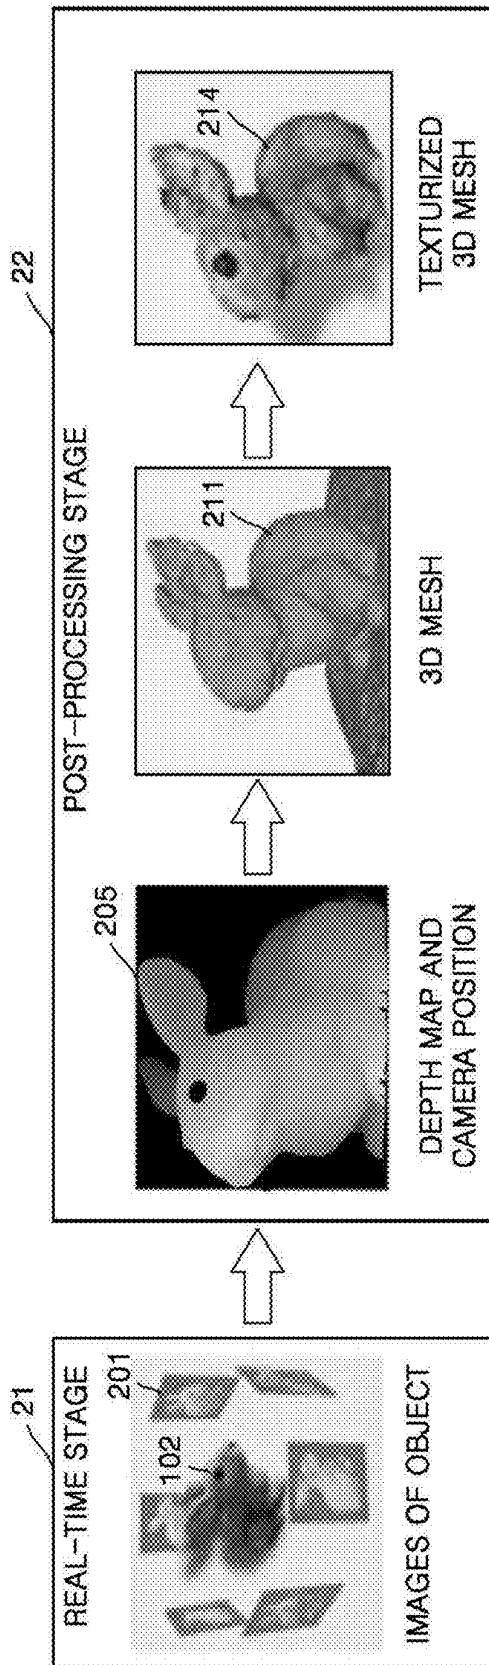 21
REAL-TIME STAGE
201
102
IMAGES OF OBJECT
22
POST-PROCESSING STAGE
205
DEPTH MAP AND
CAMERA POSITION
211
3D MESH
214
TEXTURIZED
3D MESH